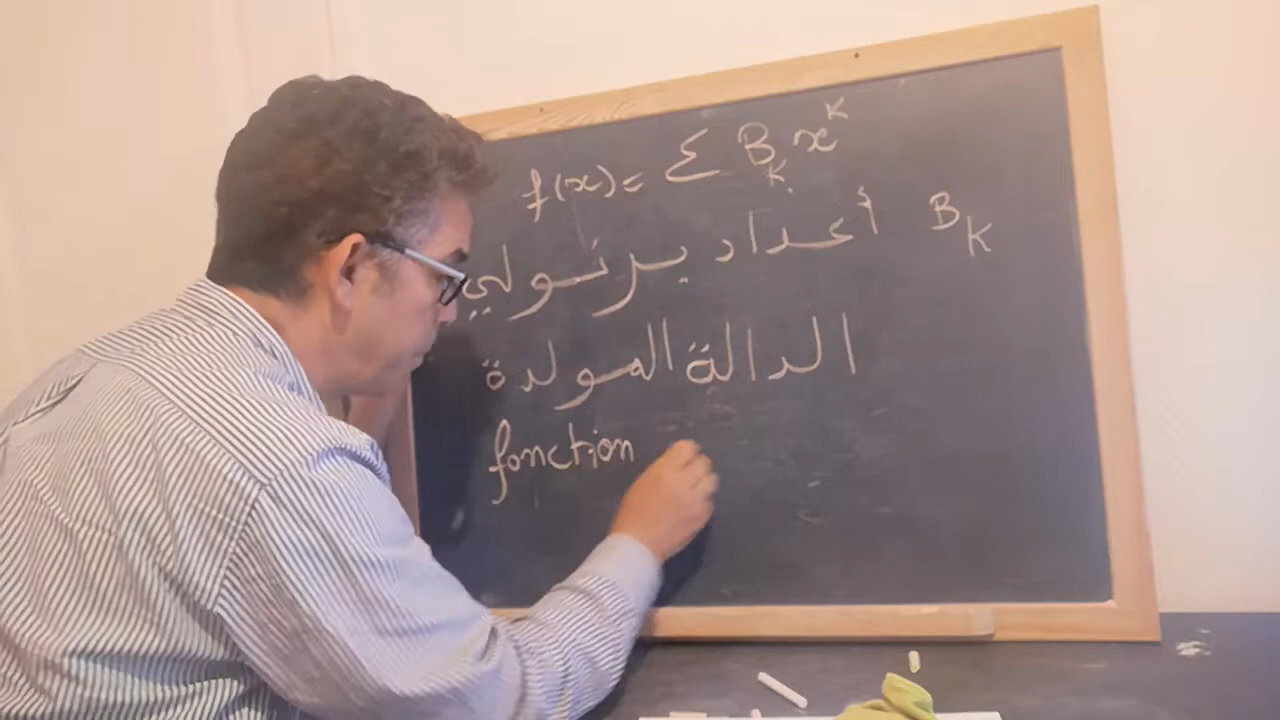 f(x) = Σ B_K x^K
أعداد برنولي B_K
الدالة المولدة
fonction